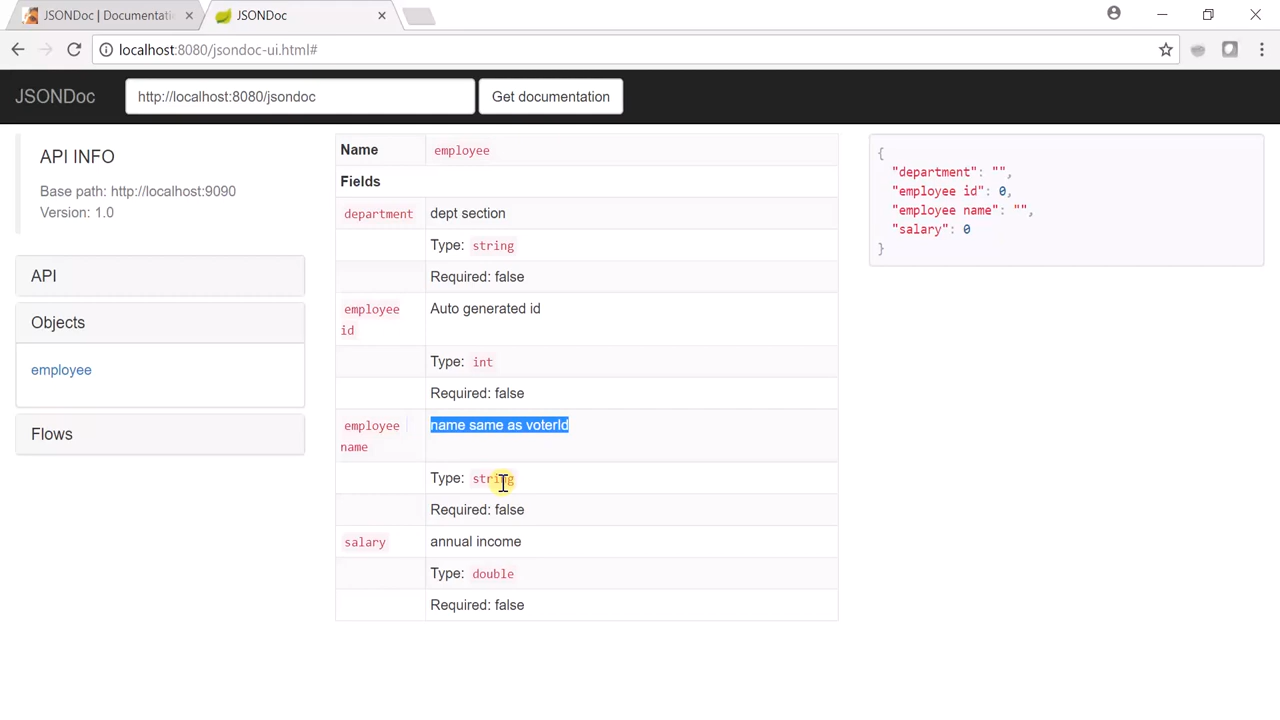 JSONDoc | Documentati
JSONDoc
localhost:8080/jsondoc-ui.html#
JSONDoc
http://localhost:8080/jsondoc
Get documentation
API INFO
Base path: http://localhost:9090
Version: 1.0
API
Objects
employee
Flows
Name employee
Fields
department dept section
Type: string
Required: false
employee id Auto generated id
Type: int
Required: false
employee name name same as voterId
Type: string
Required: false
salary annual income
Type: double
Required: false
{
"department": "",
"employee id": 0,
"employee name": "",
"salary": 0
}